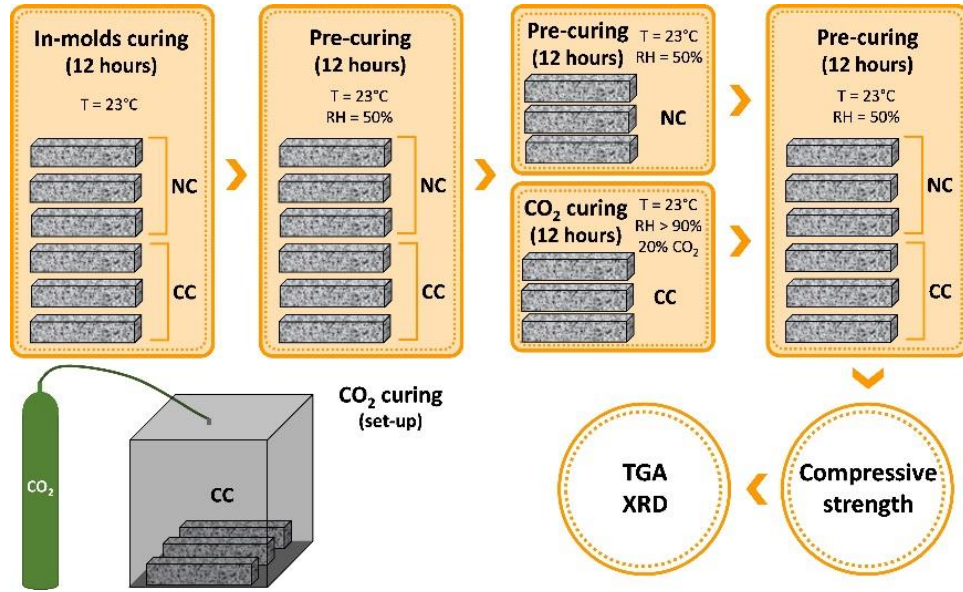 In-molds curing
(12 hours)
T = 23°C
NC
CC
Pre-curing
(12 hours)
T = 23°C
RH = 50%
NC
CC
Pre-curing
(12 hours)
T = 23°C
RH = 50%
NC
CO₂ curing
(12 hours)
T = 23°C
RH > 90%
20% CO₂
CC
Pre-curing
(12 hours)
T = 23°C
RH = 50%
NC
CC
CO₂
CO₂ curing
(set-up)
CC
TGA
XRD
Compressive
strength